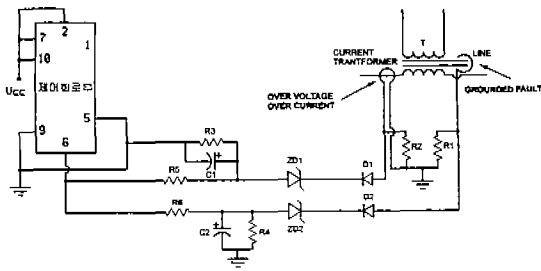 T
CURRENT
TRANTFORMER
LINE
OVER VOLTAGE
OVER CURRENT
GROUNDED FAULT
2
7
1
10
UCC
제어회로부
5
9
6
R3
C1
R5
ZD1
D1
R2
R1
R6
C2
R4
ZD2
D2